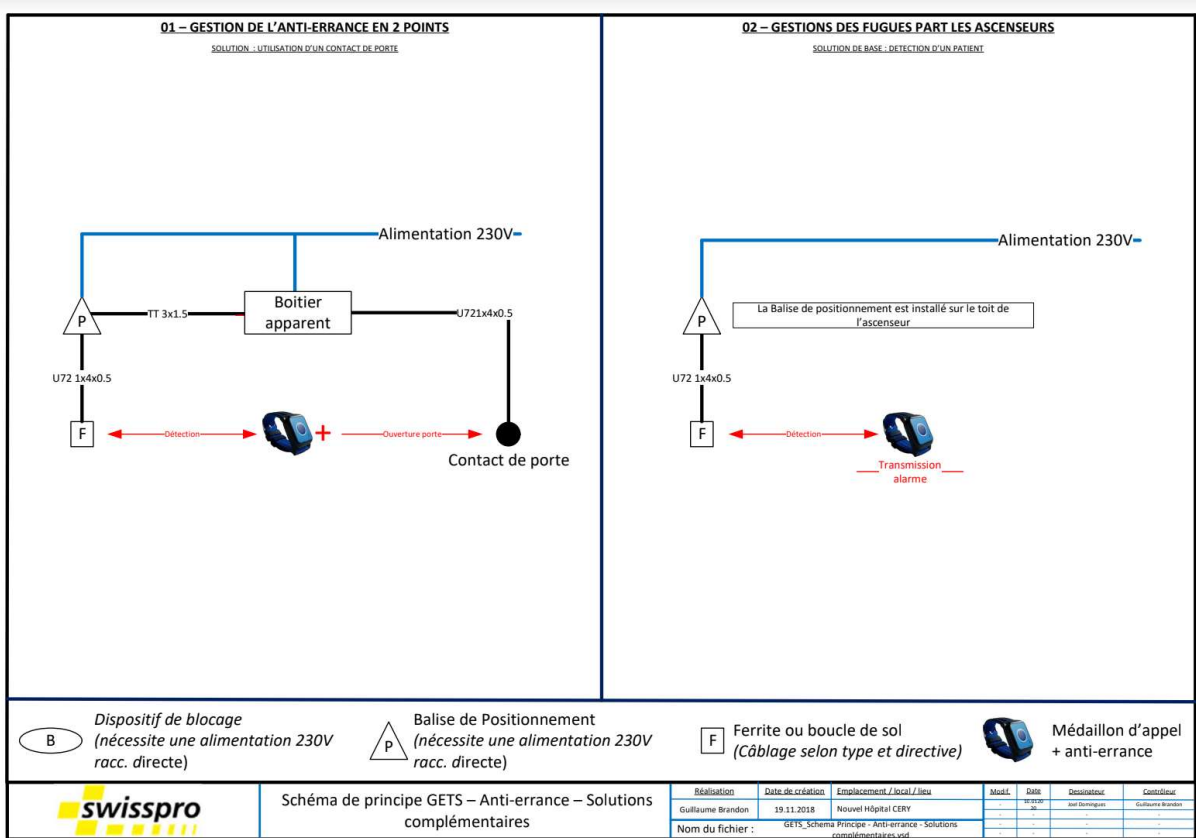 01 – GESTION DE L’ANTI-ERRANCE EN 2 POINTS
SOLUTION : UTILISATION D’UN CONTACT DE PORTE
Alimentation 230V
P
TT 3x1.5
Boitier
apparent
U721x4x0.5
U72 1x4x0.5
F
Détection
+
Ouverture porte
Contact de porte
02 – GESTIONS DES FUGUES PART LES ASCENSEURS
SOLUTION DE BASE : DETECTION D’UN PATIENT
Alimentation 230V
P
La Balise de positionnement est installé sur le toit de
l’ascenseur
U72 1x4x0.5
F
Détection
Transmission
alarme
B
Dispositif de blocage
(nécessite une alimentation 230V
racc. directe)
P
Balise de Positionnement
(nécessite une alimentation 230V
racc. directe)
F
Ferrite ou boucle de sol
(Câblage selon type et directive)
Médaillon d’appel
+ anti-errance
swisspro
Schéma de principe GETS – Anti-errance – Solutions
complémentaires
Réalisation Date de création Emplacement / local / lieu
Guillaume Brandon 19.11.2018 Nouvel Hôpital CERY
Nom du fichier : GETS_Schema Principe - Anti-errance - Solutions
complémentaires.vsd
Modif. Date Dessinateur Contrôleur
- Joel Domingues Guillaume Brandon
- - - -
- - - -
- - - -